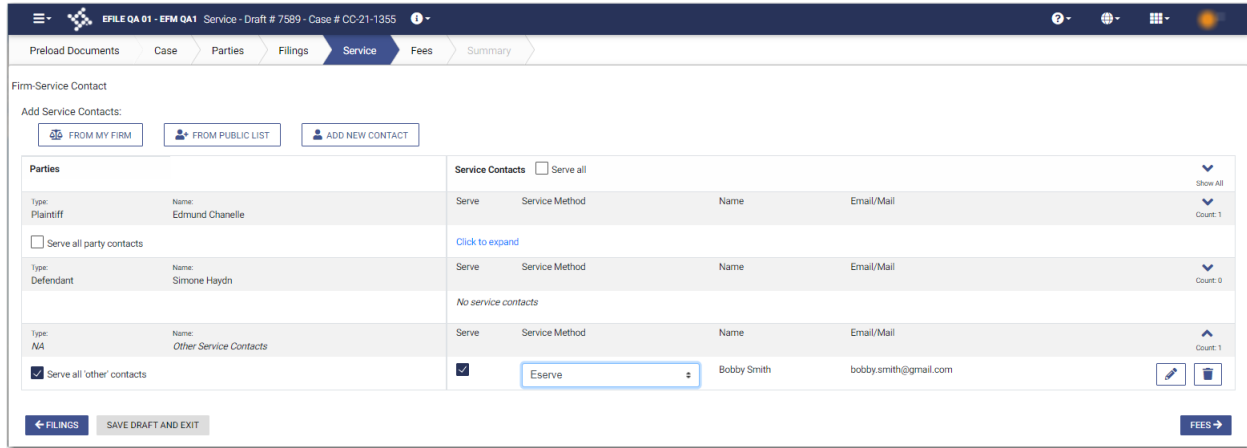 EFILE QA 01 - EFM QA1 Service - Draft # 7589 - Case # CC-21-1355
Preload Documents Case Parties Filings Service Fees Summary
Firm-Service Contact
Add Service Contacts:
FROM MY FIRM FROM PUBLIC LIST ADD NEW CONTACT
Parties Service Contacts Serve all
Show All
Type: Name: Serve Service Method Name Email/Mail
Plaintiff Edmund Chanelle Count: 1
Serve all party contacts Click to expand
Type: Name: Serve Service Method Name Email/Mail
Defendant Simone Haydn Count: 0
No service contacts
Type: Name: Serve Service Method Name Email/Mail
NA Other Service Contacts Count: 1
Serve all 'other' contacts Eserve Bobby Smith bobby.smith@gmail.com
FILINGS SAVE DRAFT AND EXIT FEES